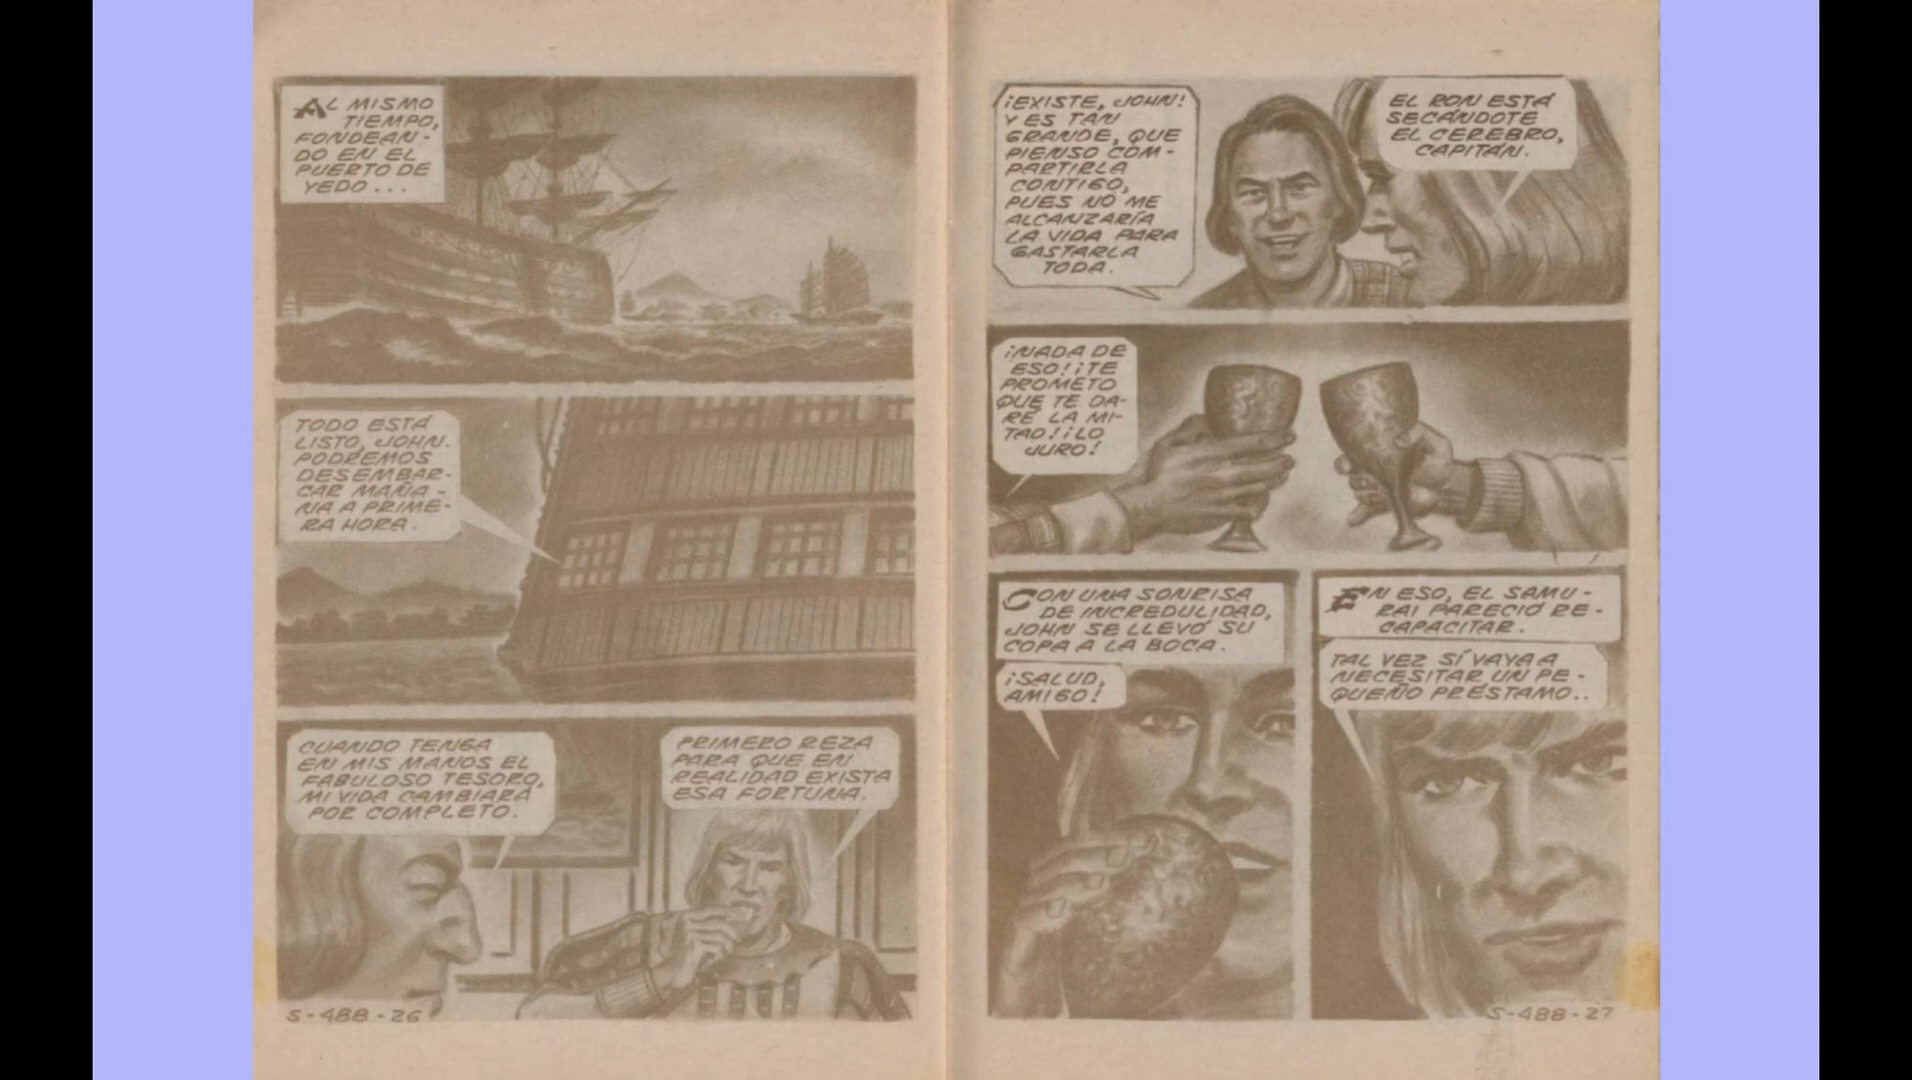 AL MISMO
TIEMPO,
FONDEAN-
DO EN EL
PUERTO DE
YEDO...
TODO ESTÁ
LISTO, JOHN.
PODREMOS
DESEMBAR-
CAR MAÑA-
NA A PRIME-
RA HORA.
CUANDO TENGA
EN MIS MANOS EL
FABULOSO TESORO,
MI VIDA CAMBIARÁ
POR COMPLETO.
PRIMERO REZA
PARA QUE EN
REALIDAD EXISTA
ESA FORTUNA.
S-488-26
¡EXISTE, JOHN!
Y ES TAN
GRANDE, QUE
PIENSO COM-
PARTIRLA
CONTIGO,
PUES NO ME
ALCANZARÍA
LA VIDA PARA
GASTARLA
TODA.
EL RON ESTÁ
SECÁNDOTE
EL CEREBRO,
CAPITÁN.
¡NADA DE
ESO! ¡TE
PROMETO
QUE TE DA-
RÉ LA MI-
TAD! ¡LO
JURO!
CON UNA SONRISA
DE INCREDULIDAD,
JOHN SE LLEVÓ SU
COPA A LA BOCA.
¡SALUD,
AMIGO!
EN ESO, EL SAMU-
RAI PARECIÓ RE-
CAPACITAR.
TAL VEZ SÍ VAYA A
NECESITAR UN PE-
QUEÑO PRÉSTAMO..
S-488-27